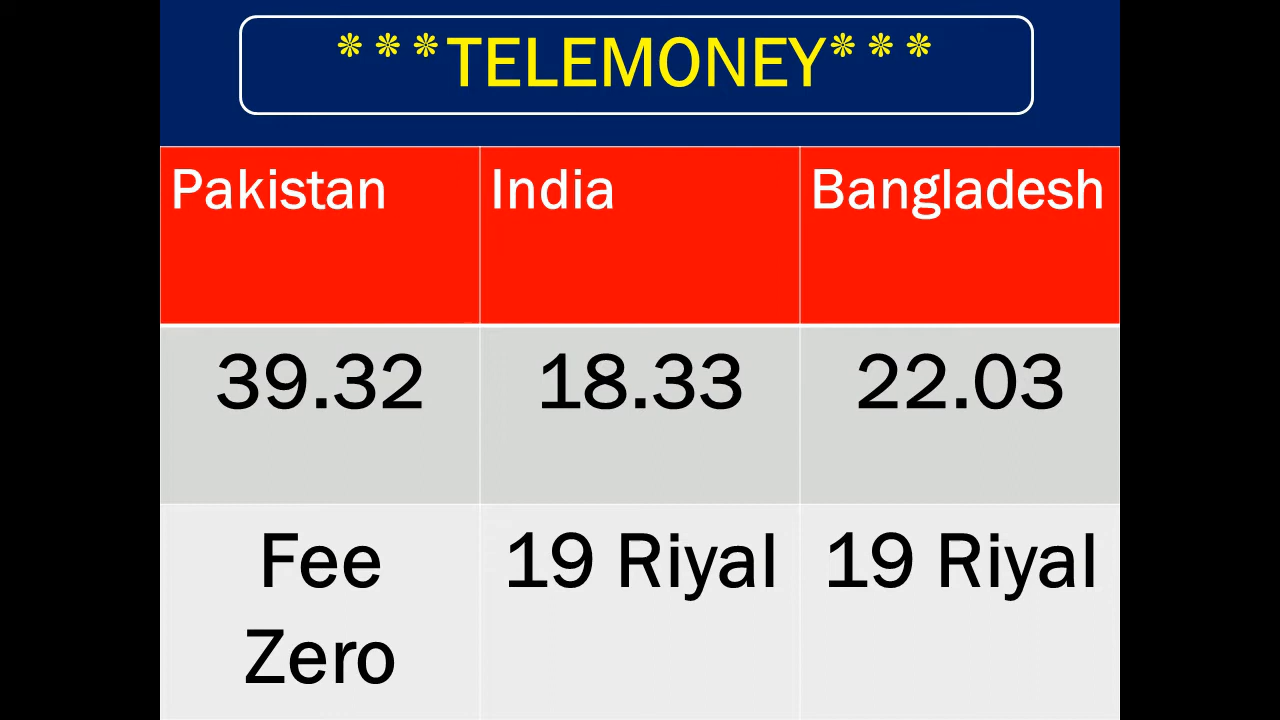 ***TELEMONEY***
Pakistan India Bangladesh
39.32 18.33 22.03
Fee Zero 19 Riyal 19 Riyal